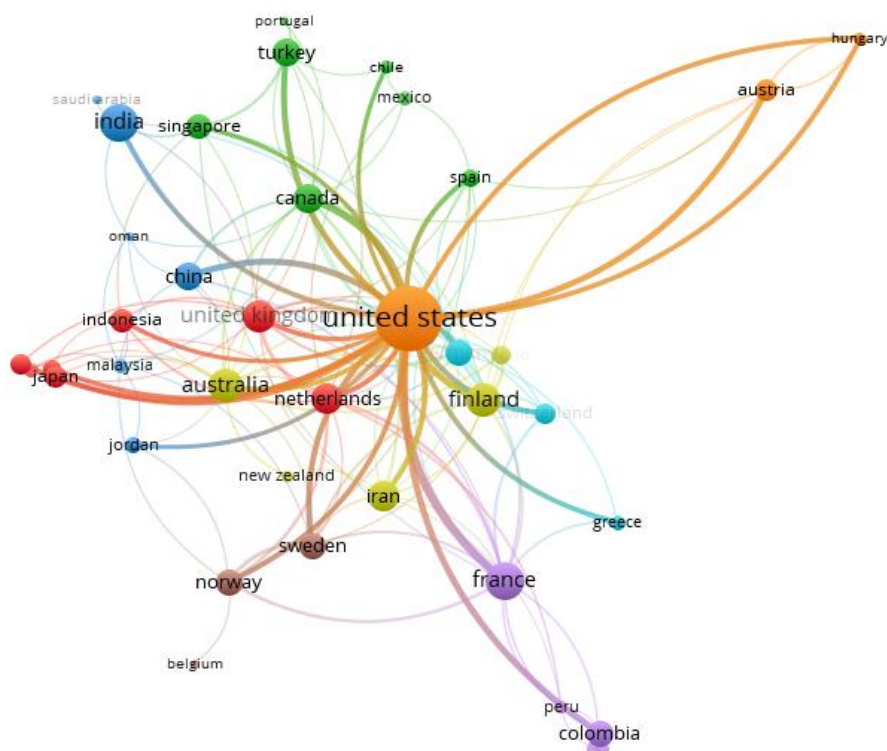 portugal
hungary
turkey
chile
austria
saudi arabia
mexico
india
singapore
spain
canada
oman
china
united kingdom
united states
indonesia
malaysia
japan
australia
netherlands
finland
switzerland
jordan
new zealand
iran
greece
sweden
norway
france
belgium
peru
colombia